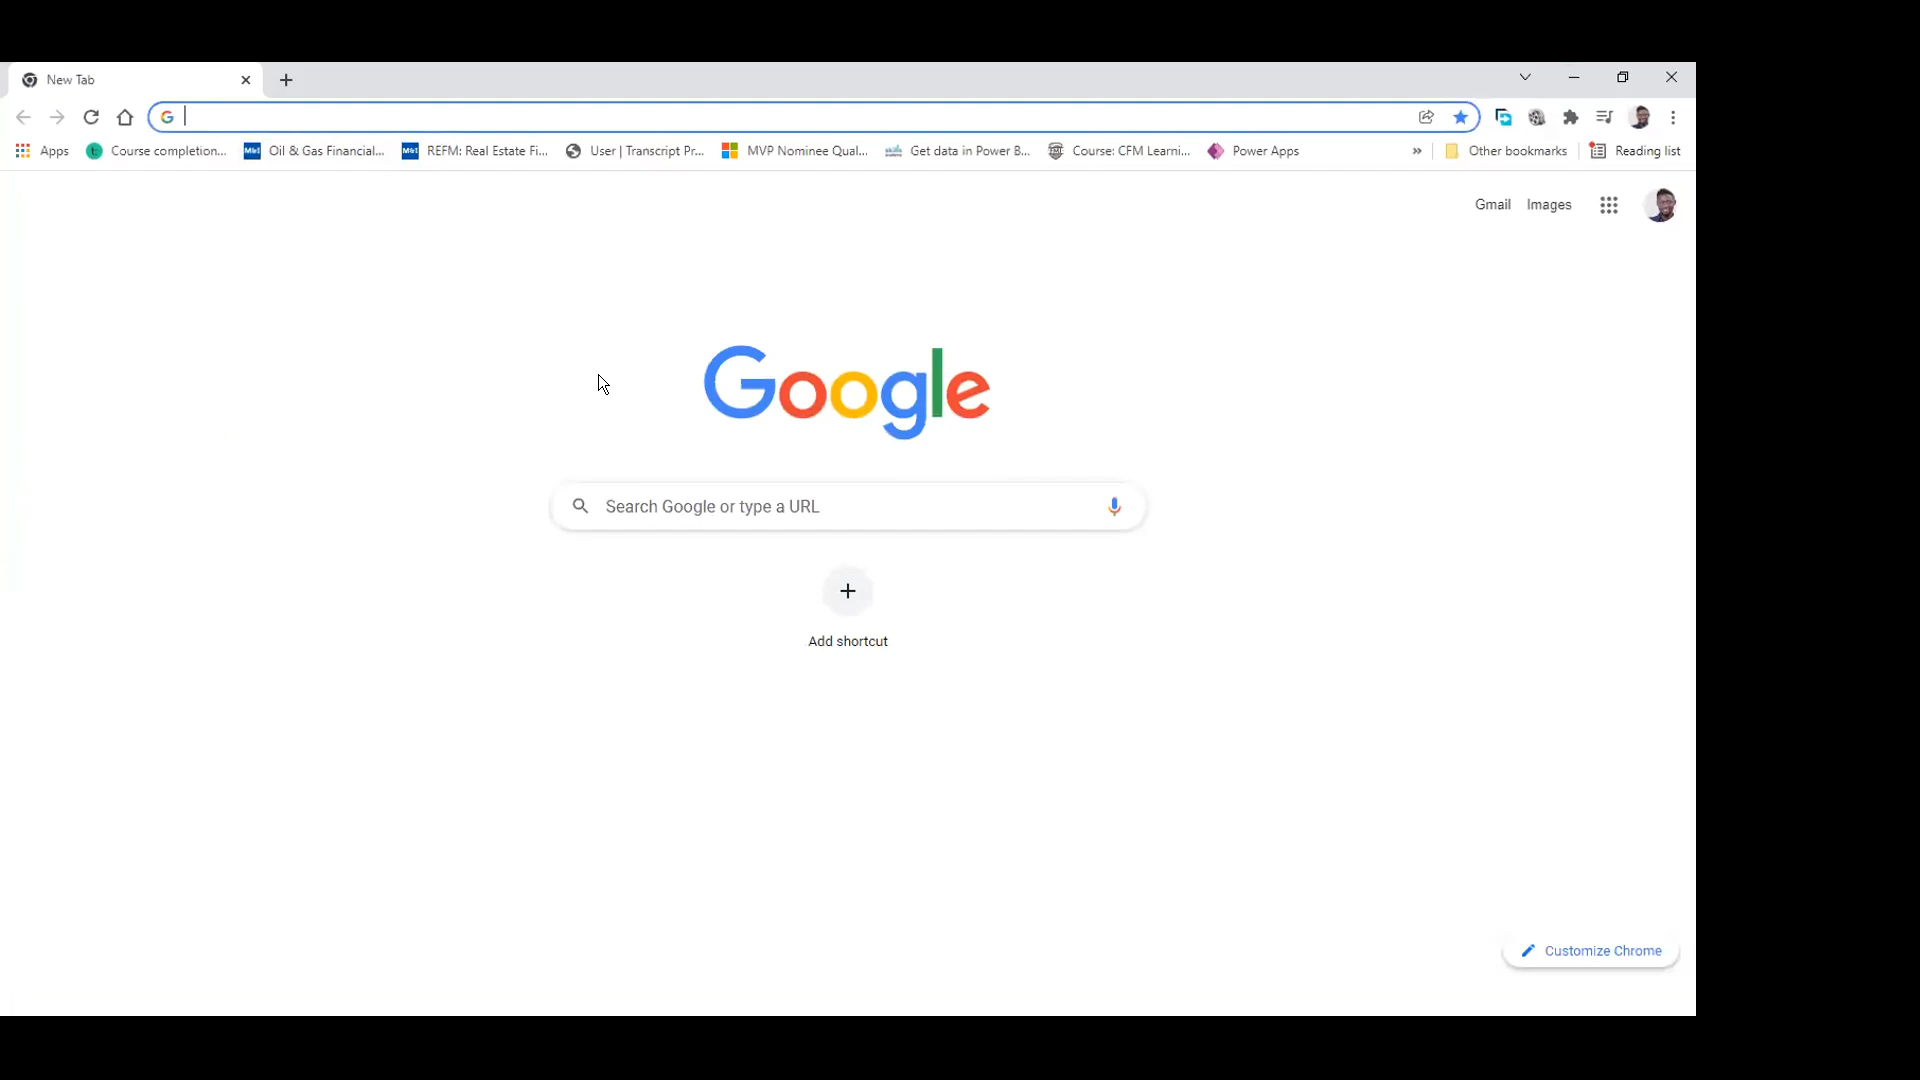 New Tab
Apps Course completion... Oil & Gas Financial... REFM: Real Estate Fi... User | Transcript Pr... MVP Nominee Qual... Get data in Power B... Course: CFM Learni... Power Apps » Other bookmarks Reading list
Gmail Images
Google
Search Google or type a URL
Add shortcut
Customize Chrome